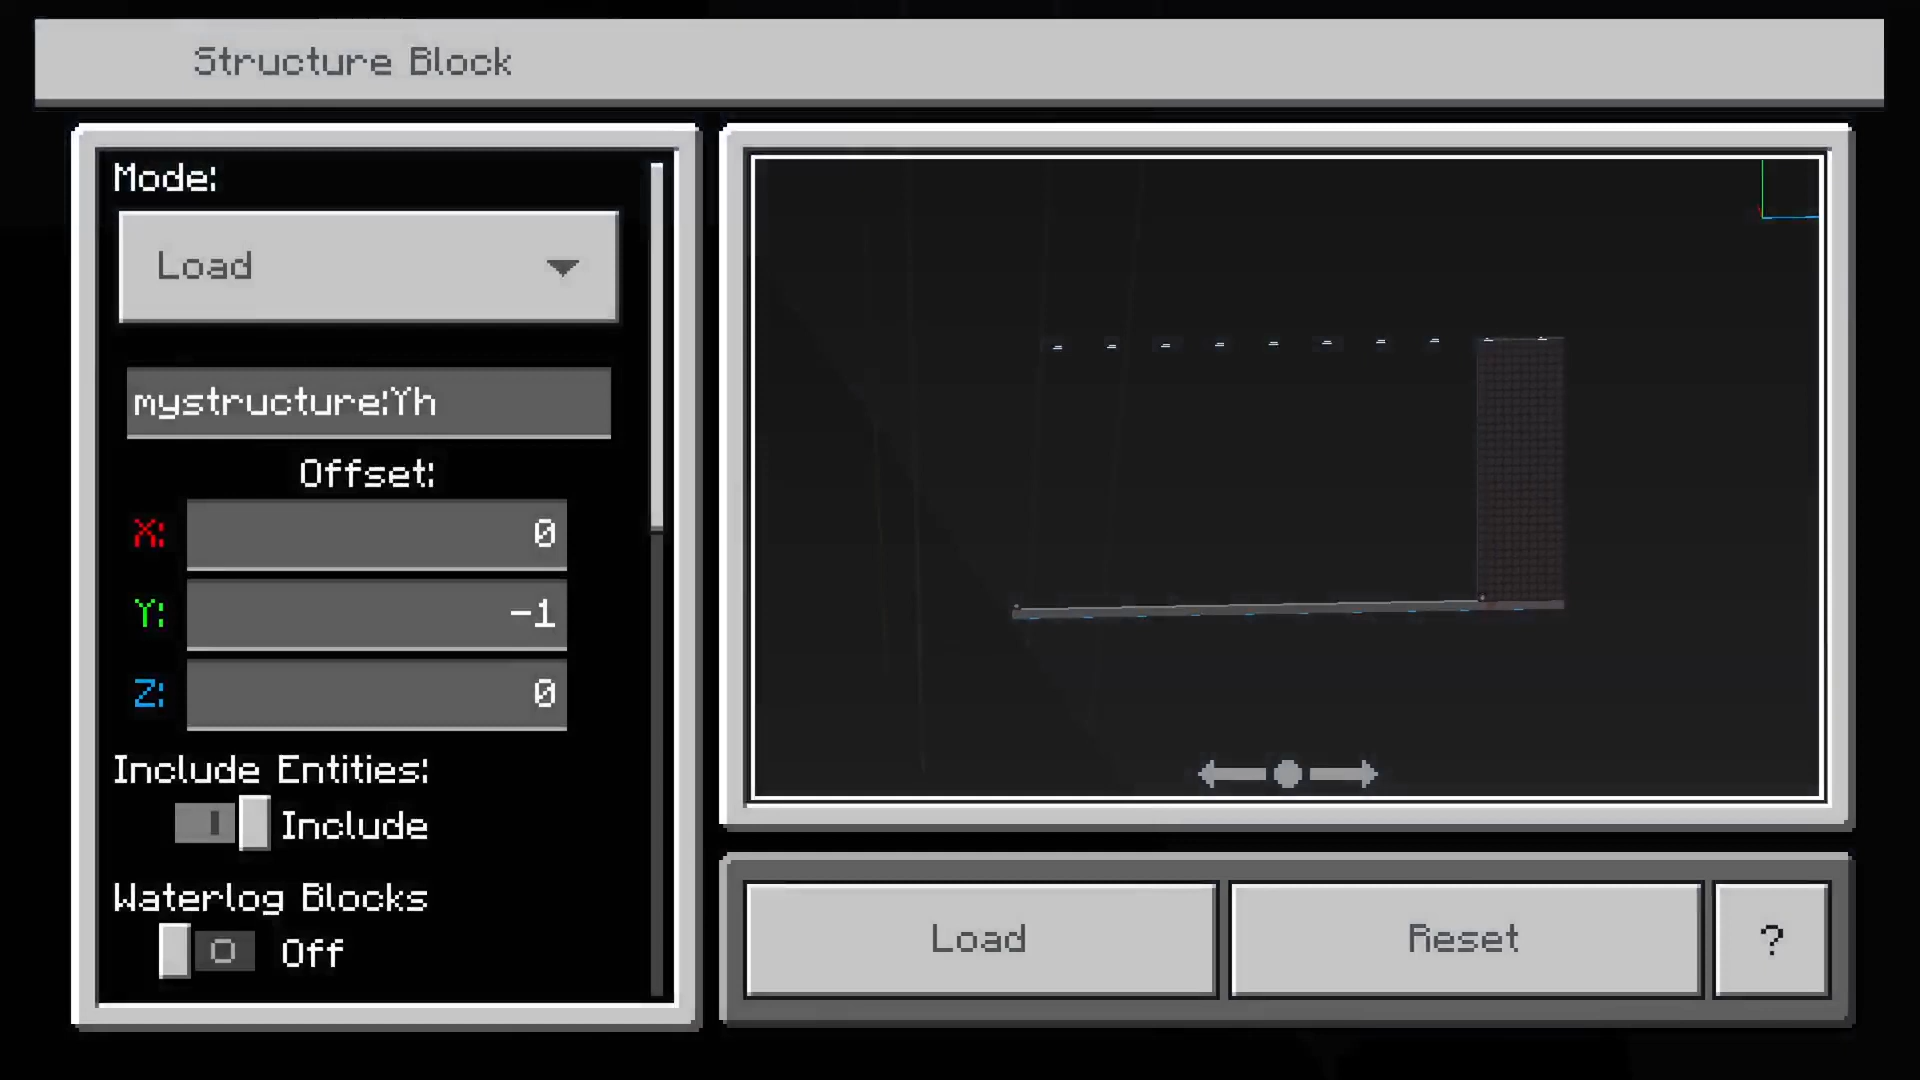 Structure Block
Mode:
Load
mystructure:Yh
Offset:
X: 0
Y: -1
Z: 0
Include Entities:
Include
Waterlog Blocks
Off
Load
Reset
?